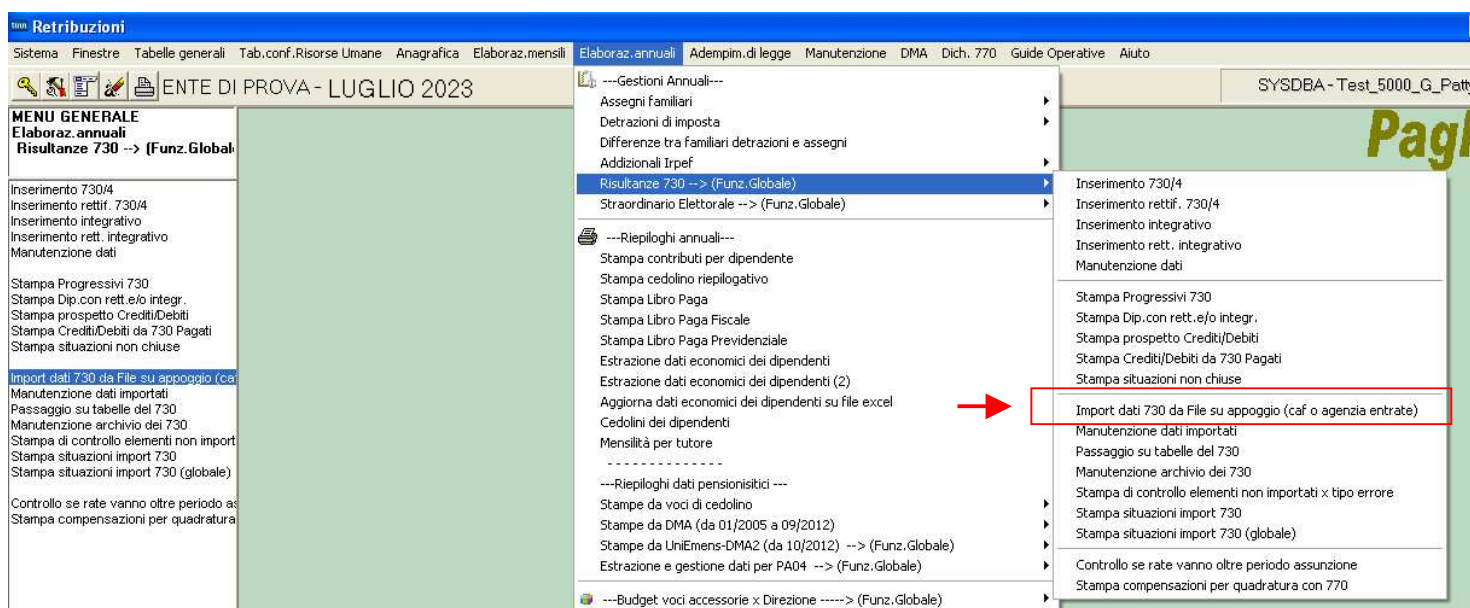 tinn Retribuzioni
Sistema Finestre Tabelle generali Tab.conf.Risorse Umane Anagrafica Elaboraz.mensili Elaboraz.annuali Adempim.di legge Manutenzione DMA Dich. 770 Guide Operative Aiuto
ENTE DI PROVA - LUGLIO 2023
SYSDBA - Test_5000_G_Patty
MENU GENERALE
Elaboraz.annuali
Risultanze 730 --> (Funz.Global
Inserimento 730/4
Inserimento rettif. 730/4
Inserimento integrativo
Inserimento rett. integrativo
Manutenzione dati
Stampa Progressivi 730
Stampa Dip.con rett.e/o integr.
Stampa prospetto Crediti/Debiti
Stampa Crediti/Debiti da 730 Pagati
Stampa situazioni non chiuse
Import dati 730 da File su appoggio (caf
Manutenzione dati importati
Passaggio su tabelle del 730
Manutenzione archivio dei 730
Stampa di controllo elementi non import
Stampa situazioni import 730
Stampa situazioni import 730 (globale)
Controllo se rate vanno oltre periodo as
Stampa compensazioni per quadratura
---Gestioni Annuali---
Assegni familiari
Detrazioni di imposta
Differenze tra familiari detrazioni e assegni
Addizionali Irpef
Risultanze 730 --> (Funz.Globale)
Straordinario Elettorale --> (Funz.Globale)
---Riepiloghi annuali---
Stampa contributi per dipendente
Stampa cedolino riepilogativo
Stampa Libro Paga
Stampa Libro Paga Fiscale
Stampa Libro Paga Previdenziale
Estrazione dati economici dei dipendenti
Estrazione dati economici dei dipendenti (2)
Aggiorna dati economici dei dipendenti su file excel
Cedolini dei dipendenti
Mensilità per tutore
- - - - - - - - - - - - - -
---Riepiloghi dati pensionisitici ---
Stampe da voci di cedolino
Stampe da DMA (da 01/2005 a 09/2012)
Stampe da UniEmens-DMA2 (da 10/2012) --> (Funz.Globale)
Estrazione e gestione dati per PA04 --> (Funz.Globale)
---Budget voci accessorie x Direzione -----> (Funz.Globale)
Pagh
Inserimento 730/4
Inserimento rettif. 730/4
Inserimento integrativo
Inserimento rett. integrativo
Manutenzione dati
Stampa Progressivi 730
Stampa Dip.con rett.e/o integr.
Stampa prospetto Crediti/Debiti
Stampa Crediti/Debiti da 730 Pagati
Stampa situazioni non chiuse
Import dati 730 da File su appoggio (caf o agenzia entrate)
Manutenzione dati importati
Passaggio su tabelle del 730
Manutenzione archivio dei 730
Stampa di controllo elementi non importati x tipo errore
Stampa situazioni import 730
Stampa situazioni import 730 (globale)
Controllo se rate vanno oltre periodo assunzione
Stampa compensazioni per quadratura con 770